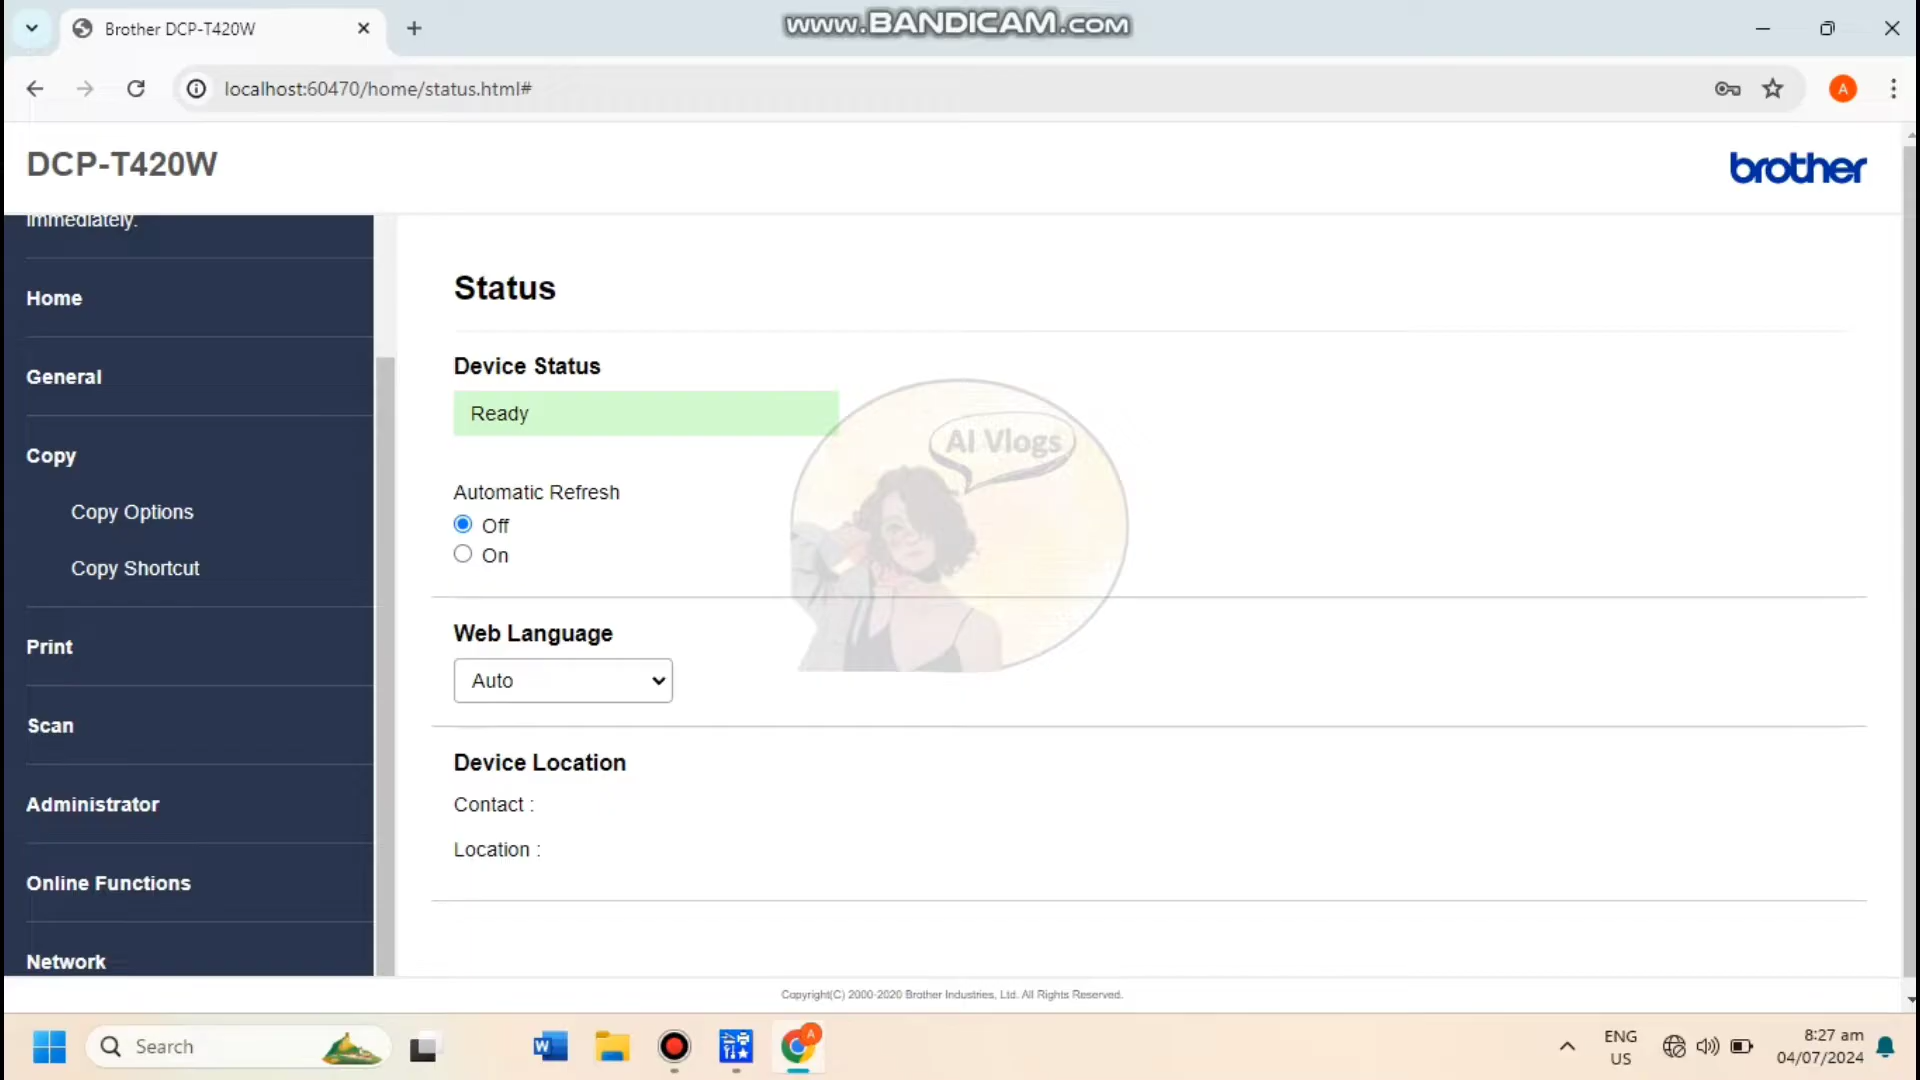 Brother DCP-T420W
www.BANDICAM.com
localhost:60470/home/status.html#
A
DCP-T420W
brother
immediately.
Home
General
Copy
Copy Options
Copy Shortcut
Print
Scan
Administrator
Online Functions
Network
Status
Device Status
Ready
AI Vlogs
Automatic Refresh
Off
On
Web Language
Auto
Device Location
Contact :
Location :
Copyright(C) 2000-2020 Brother Industries, Ltd. All Rights Reserved.
Search
W
A
ENG
US
8:27 am
04/07/2024